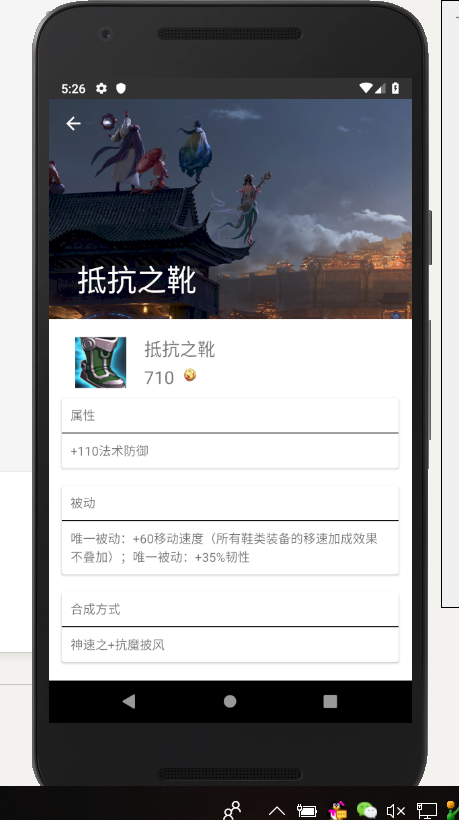 5:26
抵抗之靴
抵抗之靴
710
属性
+110法术防御
被动
唯一被动：+60移动速度（所有鞋类装备的移速加成效果
不叠加）；唯一被动：+35%韧性
合成方式
神速之+抗魔披风